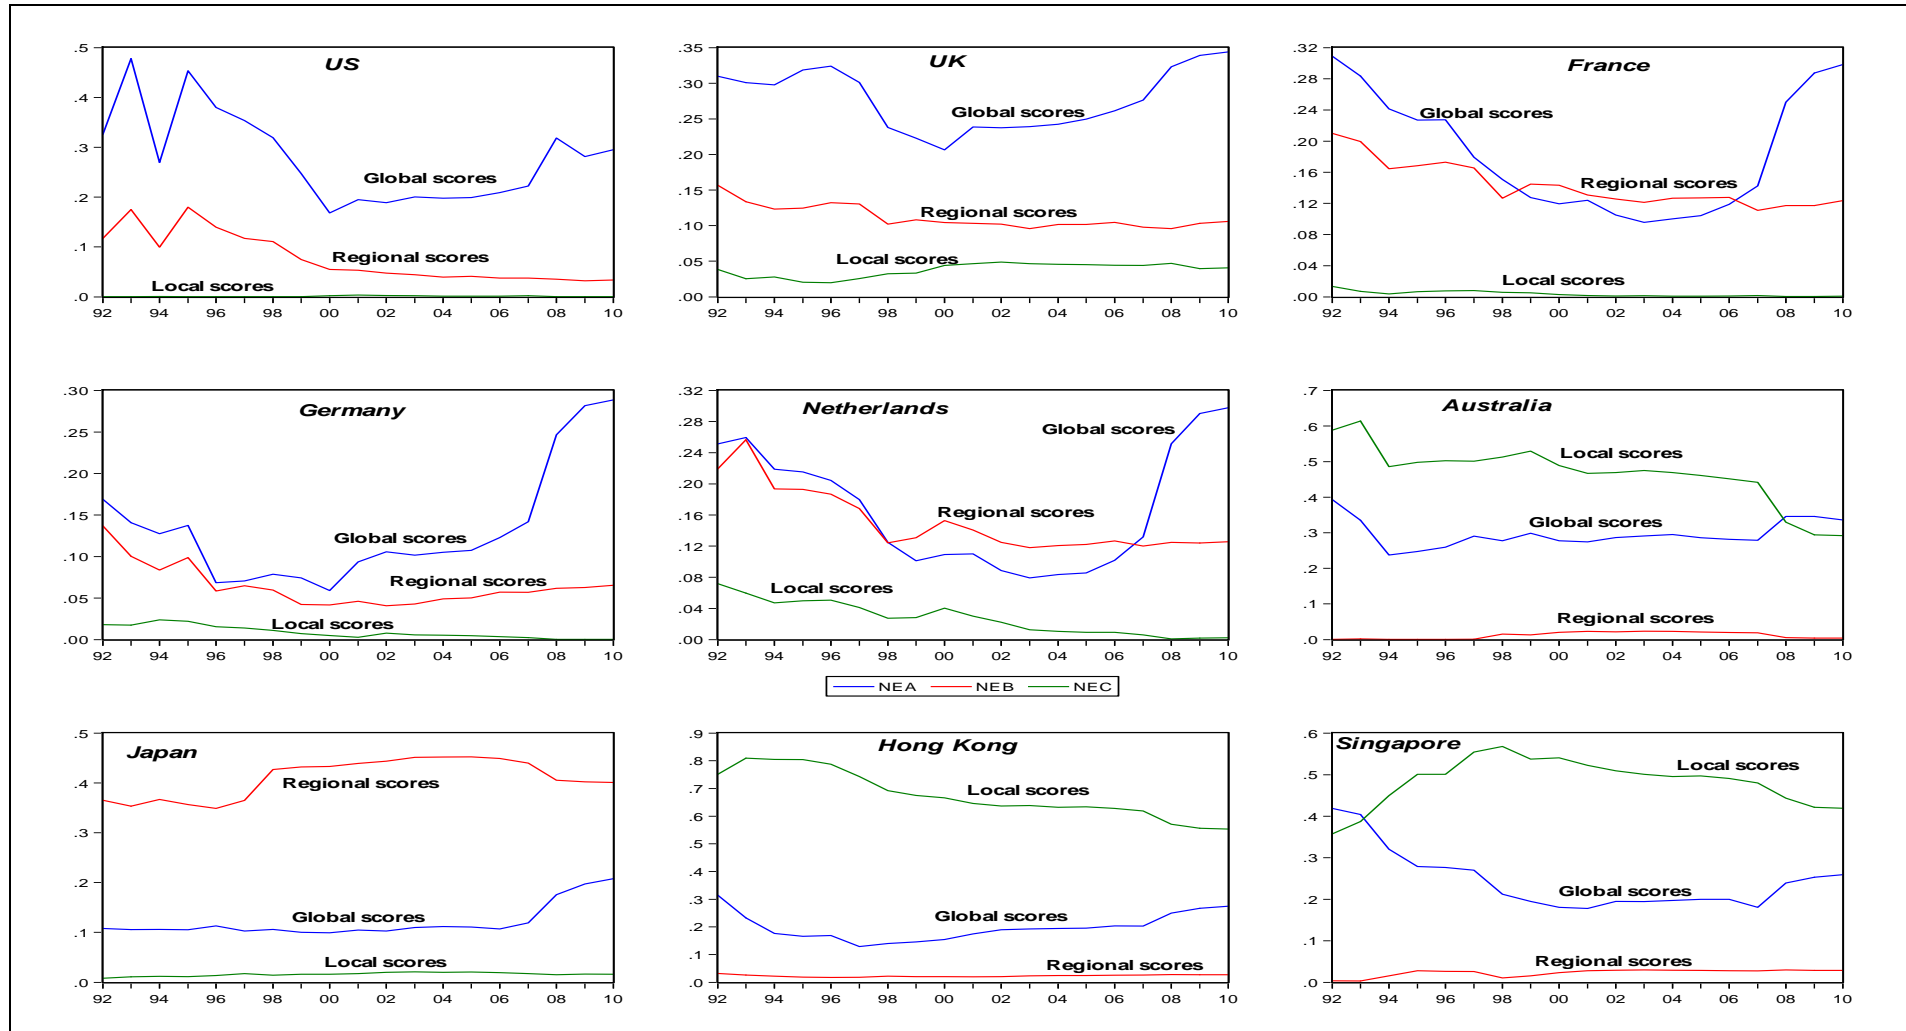 US
.5
.4
.3
.2
.1
.0
Global scores
Regional scores
Local scores
92 94 96 98 00 02 04 06 08 10
UK
.35
.30
.25
.20
.15
.10
.05
.00
Global scores
Regional scores
Local scores
92 94 96 98 00 02 04 06 08 10
France
.32
.28
.24
.20
.16
.12
.08
.04
.00
Global scores
Regional scores
Local scores
92 94 96 98 00 02 04 06 08 10
Germany
.30
.25
.20
.15
.10
.05
.00
Global scores
Regional scores
Local scores
92 94 96 98 00 02 04 06 08 10
Netherlands
.32
.28
.24
.20
.16
.12
.08
.04
.00
Global scores
Regional scores
Local scores
92 94 96 98 00 02 04 06 08 10
NEA NEB NEC
Australia
.7
.6
.5
.4
.3
.2
.1
.0
Local scores
Global scores
Regional scores
92 94 96 98 00 02 04 06 08 10
Japan
.5
.4
.3
.2
.1
.0
Regional scores
Global scores
Local scores
92 94 96 98 00 02 04 06 08 10
Hong Kong
.9
.8
.7
.6
.5
.4
.3
.2
.1
.0
Local scores
Global scores
Regional scores
92 94 96 98 00 02 04 06 08 10
Singapore
.6
.5
.4
.3
.2
.1
.0
Local scores
Global scores
Regional scores
92 94 96 98 00 02 04 06 08 10